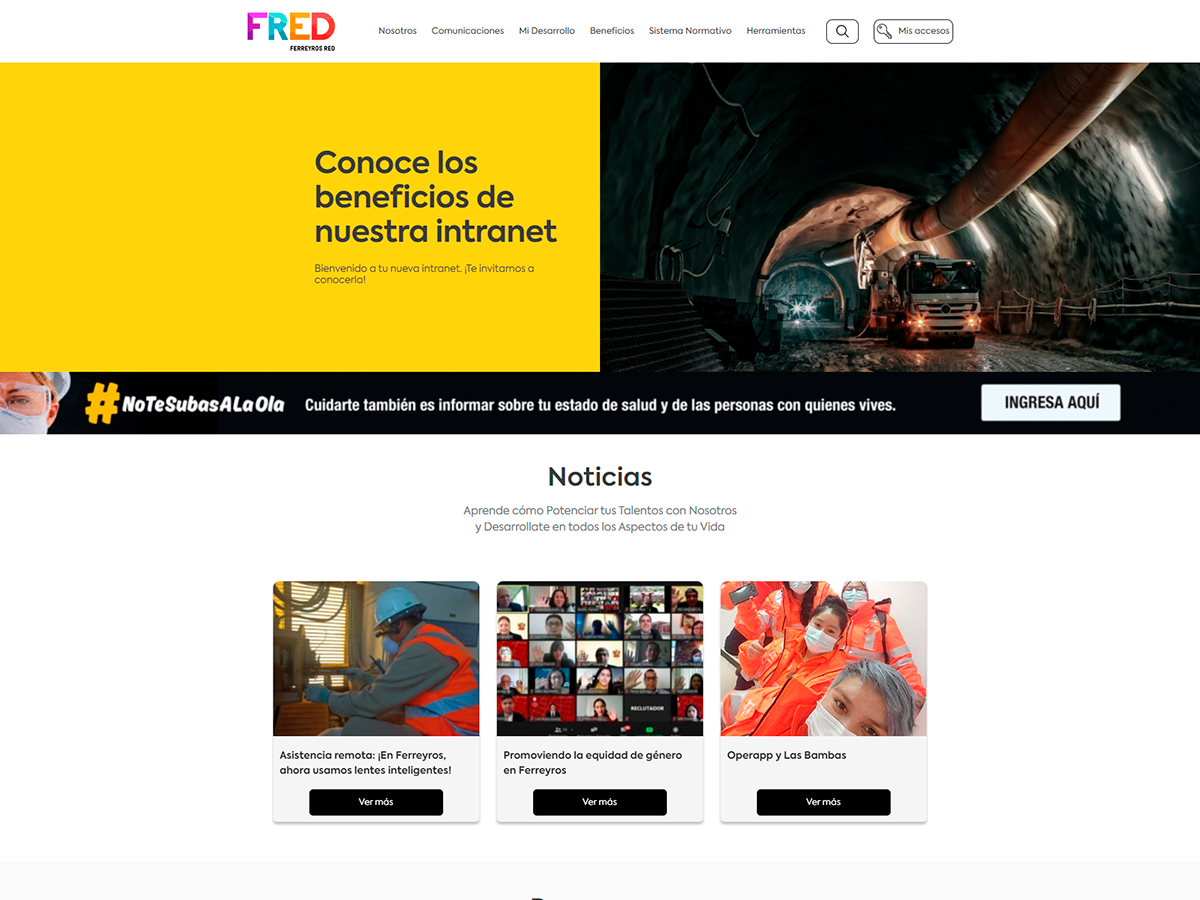 FRED
FERREYROS RED
Nosotros
Comunicaciones
Mi Desarrollo
Beneficios
Sistema Normativo
Herramientas
Mis accesos
Conoce los
beneficios de
nuestra intranet
Bienvenido a tu nueva intranet. ¡Te invitamos a
conocerla!
#NoTeSubasALaOla
Cuidarte también es informar sobre tu estado de salud y de las personas con quienes vives.
INGRESA AQUÍ
Noticias
Aprende cómo Potenciar tus Talentos con Nosotros
y Desarrollate en todos los Aspectos de tu Vida
RECLUTADOR
Asistencia remota: ¡En Ferreyros,
ahora usamos lentes inteligentes!
Ver más
Promoviendo la equidad de género
en Ferreyros
Ver más
Operapp y Las Bambas
Ver más